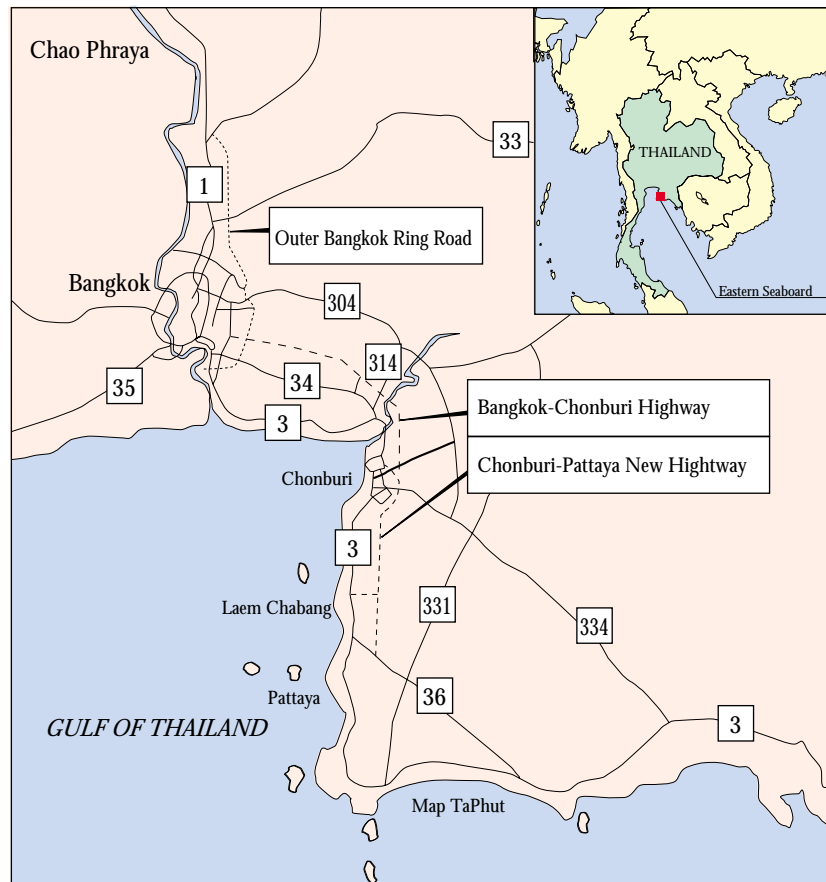 Chao Phraya
33
THAILAND
1
Outer Bangkok Ring Road
Bangkok
Eastern Seaboard
304
314
35
34
3
Bangkok-Chonburi Highway
Chonburi
Chonburi-Pattaya New Hightway
3
Laem Chabang
331
334
Pattaya
36
GULF OF THAILAND
3
Map TaPhut